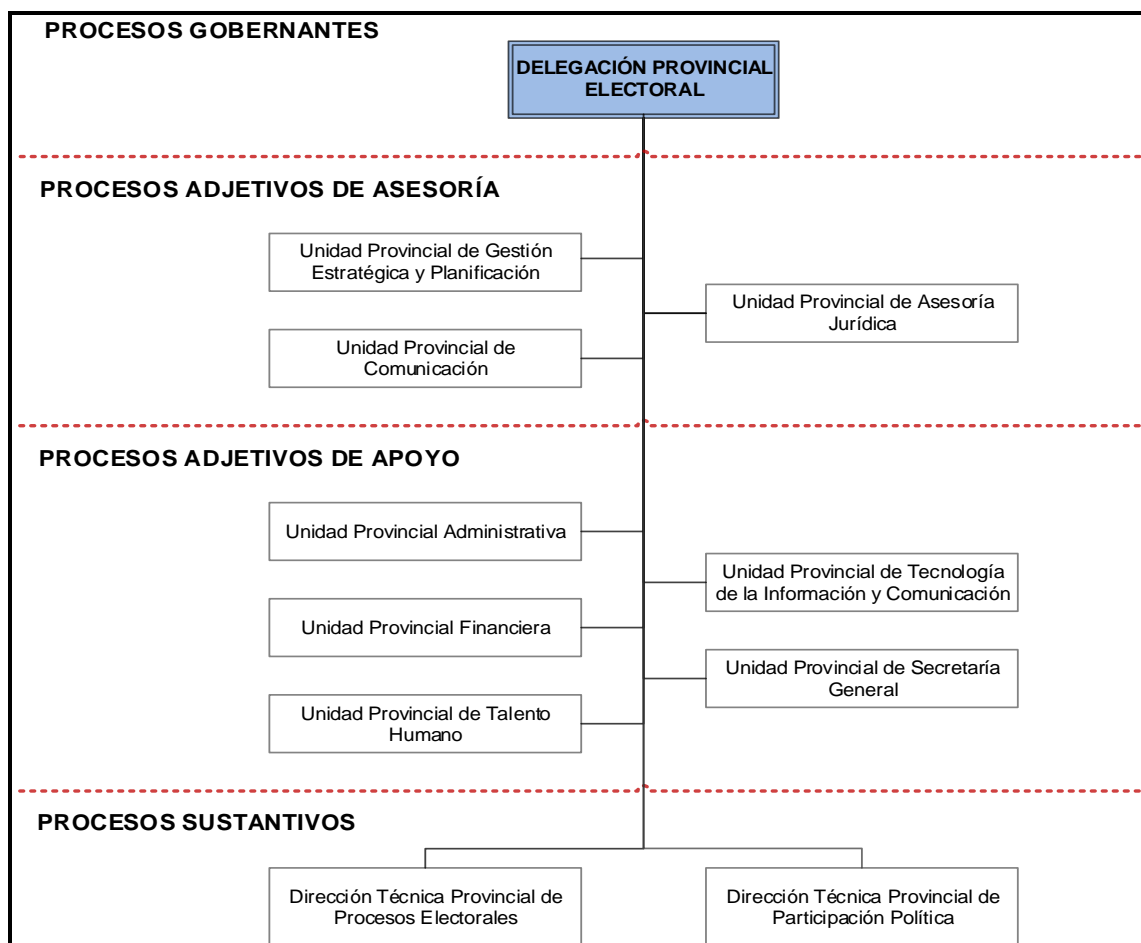 PROCESOS GOBERNANTES
DELEGACIÓN PROVINCIAL
ELECTORAL
PROCESOS ADJETIVOS DE ASESORÍA
Unidad Provincial de Gestión
Estratégica y Planificación
Unidad Provincial de Asesoría
Jurídica
Unidad Provincial de
Comunicación
PROCESOS ADJETIVOS DE APOYO
Unidad Provincial Administrativa
Unidad Provincial de Tecnología
de la Información y Comunicación
Unidad Provincial Financiera
Unidad Provincial de Secretaría
General
Unidad Provincial de Talento
Humano
PROCESOS SUSTANTIVOS
Dirección Técnica Provincial de
Procesos Electorales
Dirección Técnica Provincial de
Participación Política